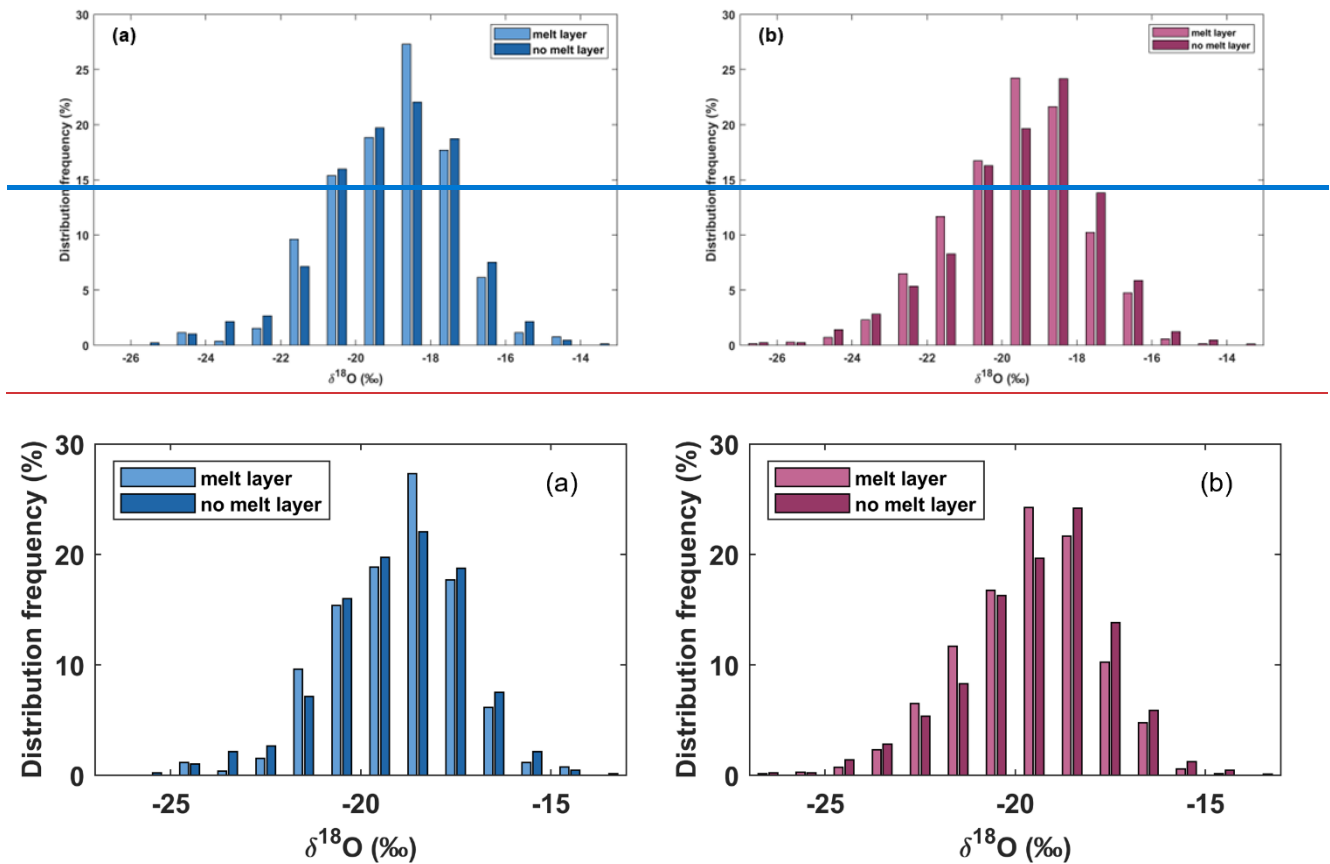 (a)
melt layer
no melt layer
Distribution frequency (%)
30
25
20
15
10
5
0
-26
-24
-22
-20
-18
-16
-14
δ18O (‰)
(b)
melt layer
no melt layer
Distribution frequency (%)
30
25
20
15
10
5
0
-26
-24
-22
-20
-18
-16
-14
δ18O (‰)
(a)
melt layer
no melt layer
Distribution frequency (%)
30
20
10
0
-25
-20
-15
δ18O (‰)
(b)
melt layer
no melt layer
Distribution frequency (%)
30
20
10
0
-25
-20
-15
δ18O (‰)